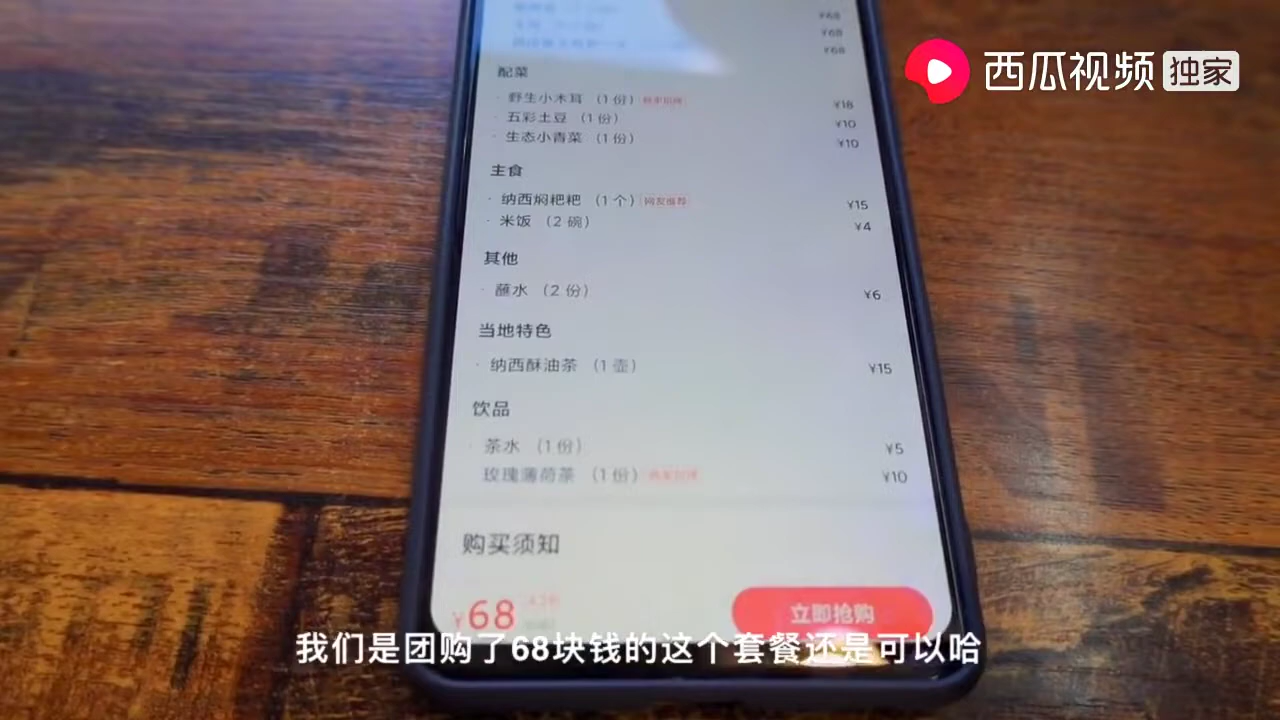 西瓜视频 独家
¥68
¥68
¥68
配菜
· 野生小木耳 (1 份) ¥18
· 五彩土豆 (1 份) ¥10
· 生态小青菜 (1 份) ¥10
主食
· 纳西焖粑粑 (1 个) 网友推荐 ¥15
· 米饭 (2 碗) ¥4
其他
· 蘸水 (2 份) ¥6
当地特色
· 纳西酥油茶 (1 壶) ¥15
饮品
· 茶水 (1 份) ¥5
玫瑰薄荷茶 (1 份) ¥10
购买须知
¥68 立即抢购
我们是团购了68块钱的这个套餐还是可以哈